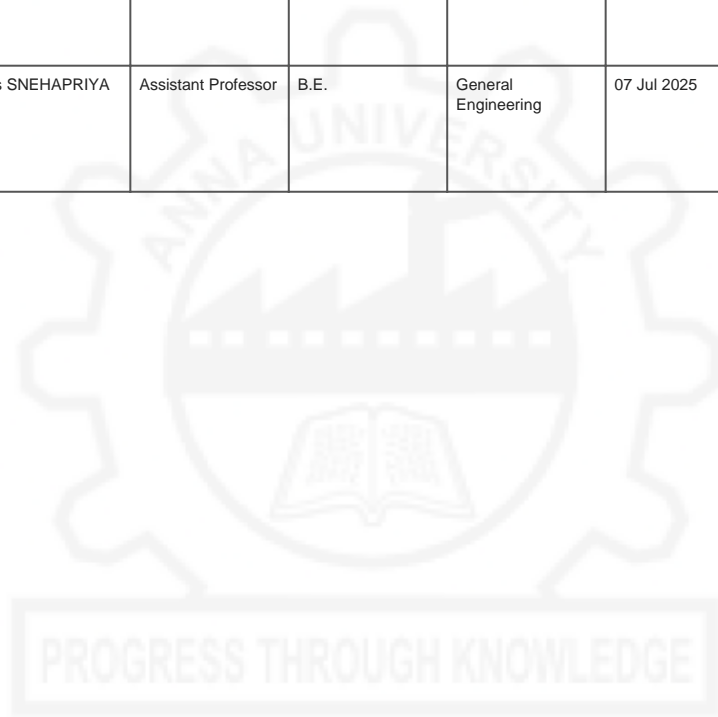 s SNEHAPRIYA
Assistant Professor
B.E.
General
Engineering
07 Jul 2025
ANNA UNIVERSITY
PROGRESS THROUGH KNOWLEDGE